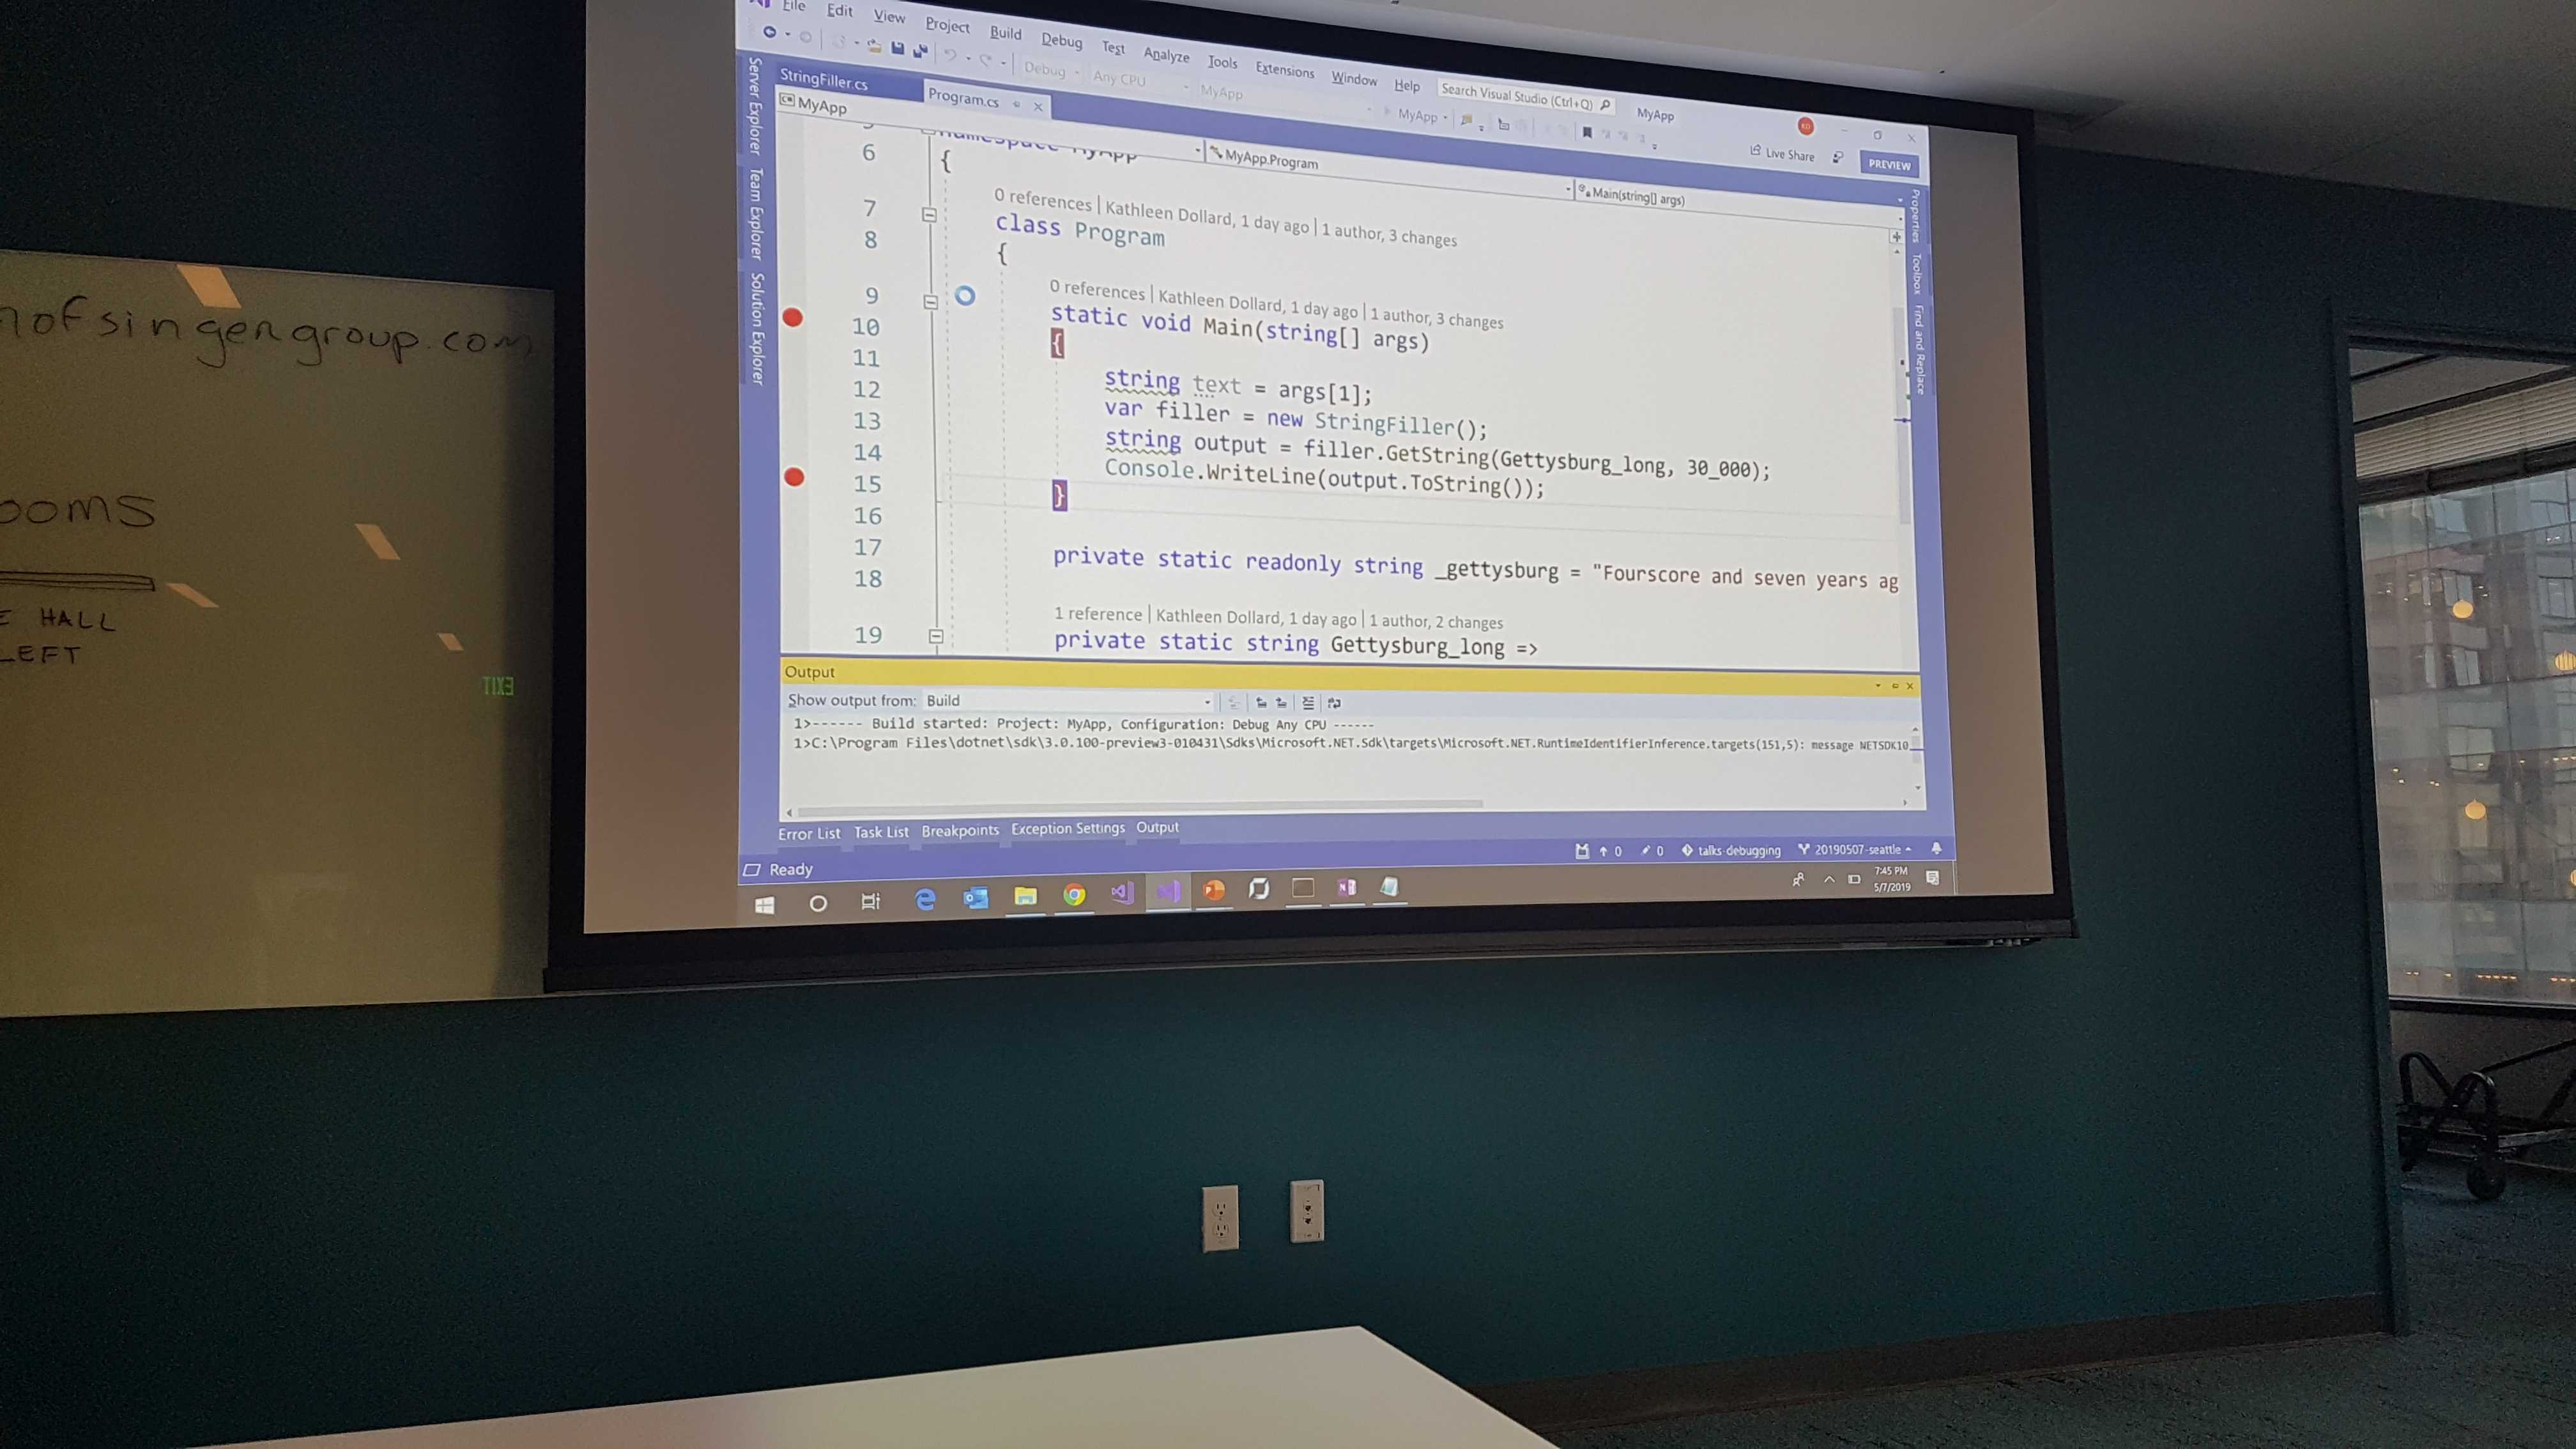 File Edit View Project Build Debug Test Analyze Tools Extensions Window Help Search Visual Studio (Ctrl+Q) MyApp
Debug Any CPU MyApp MyApp Live Share PREVIEW
StringFiller.cs Program.cs
MyApp MyApp.Program Main(string[] args)
Server Explorer Team Explorer Solution Explorer
Properties Toolbox Find and Replace
namespace MyApp
6 {
0 references | Kathleen Dollard, 1 day ago | 1 author, 3 changes
7 class Program
8 {
0 references | Kathleen Dollard, 1 day ago | 1 author, 3 changes
9 static void Main(string[] args)
10 {
11 string text = args[1];
12 var filler = new StringFiller();
13 string output = filler.GetString(Gettysburg_long, 30_000);
14 Console.WriteLine(output.ToString());
15 }
16
17 private static readonly string _gettysburg = "Fourscore and seven years ag
18
1 reference | Kathleen Dollard, 1 day ago | 1 author, 2 changes
19 private static string Gettysburg_long =>
Output
Show output from: Build
1>------ Build started: Project: MyApp, Configuration: Debug Any CPU ------
1>C:\Program Files\dotnet\sdk\3.0.100-preview3-010431\Sdks\Microsoft.NET.Sdk\targets\Microsoft.NET.RuntimeIdentifierInference.targets(151,5): message NETSDK10
Error List Task List Breakpoints Exception Settings Output
Ready 0 0 talks-debugging 20190507-seattle
7:45 PM
5/7/2019
nofsingengroup.com
ooms
E HALL
LEFT
EXIT